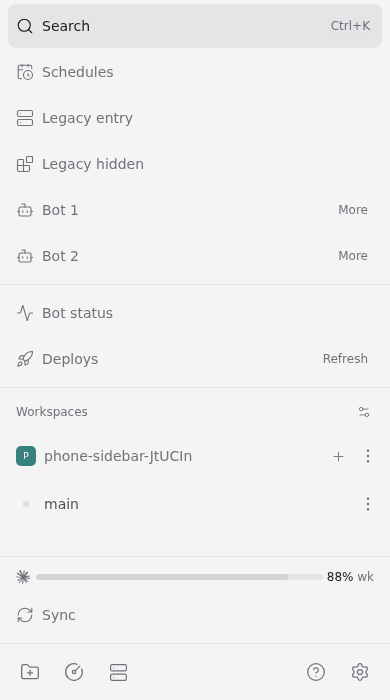 Search Ctrl+K
Schedules
Legacy entry
Legacy hidden
Bot 1 More
Bot 2 More
Bot status
Deploys Refresh
Workspaces
P phone-sidebar-JtUCIn
main
88% wk
Sync